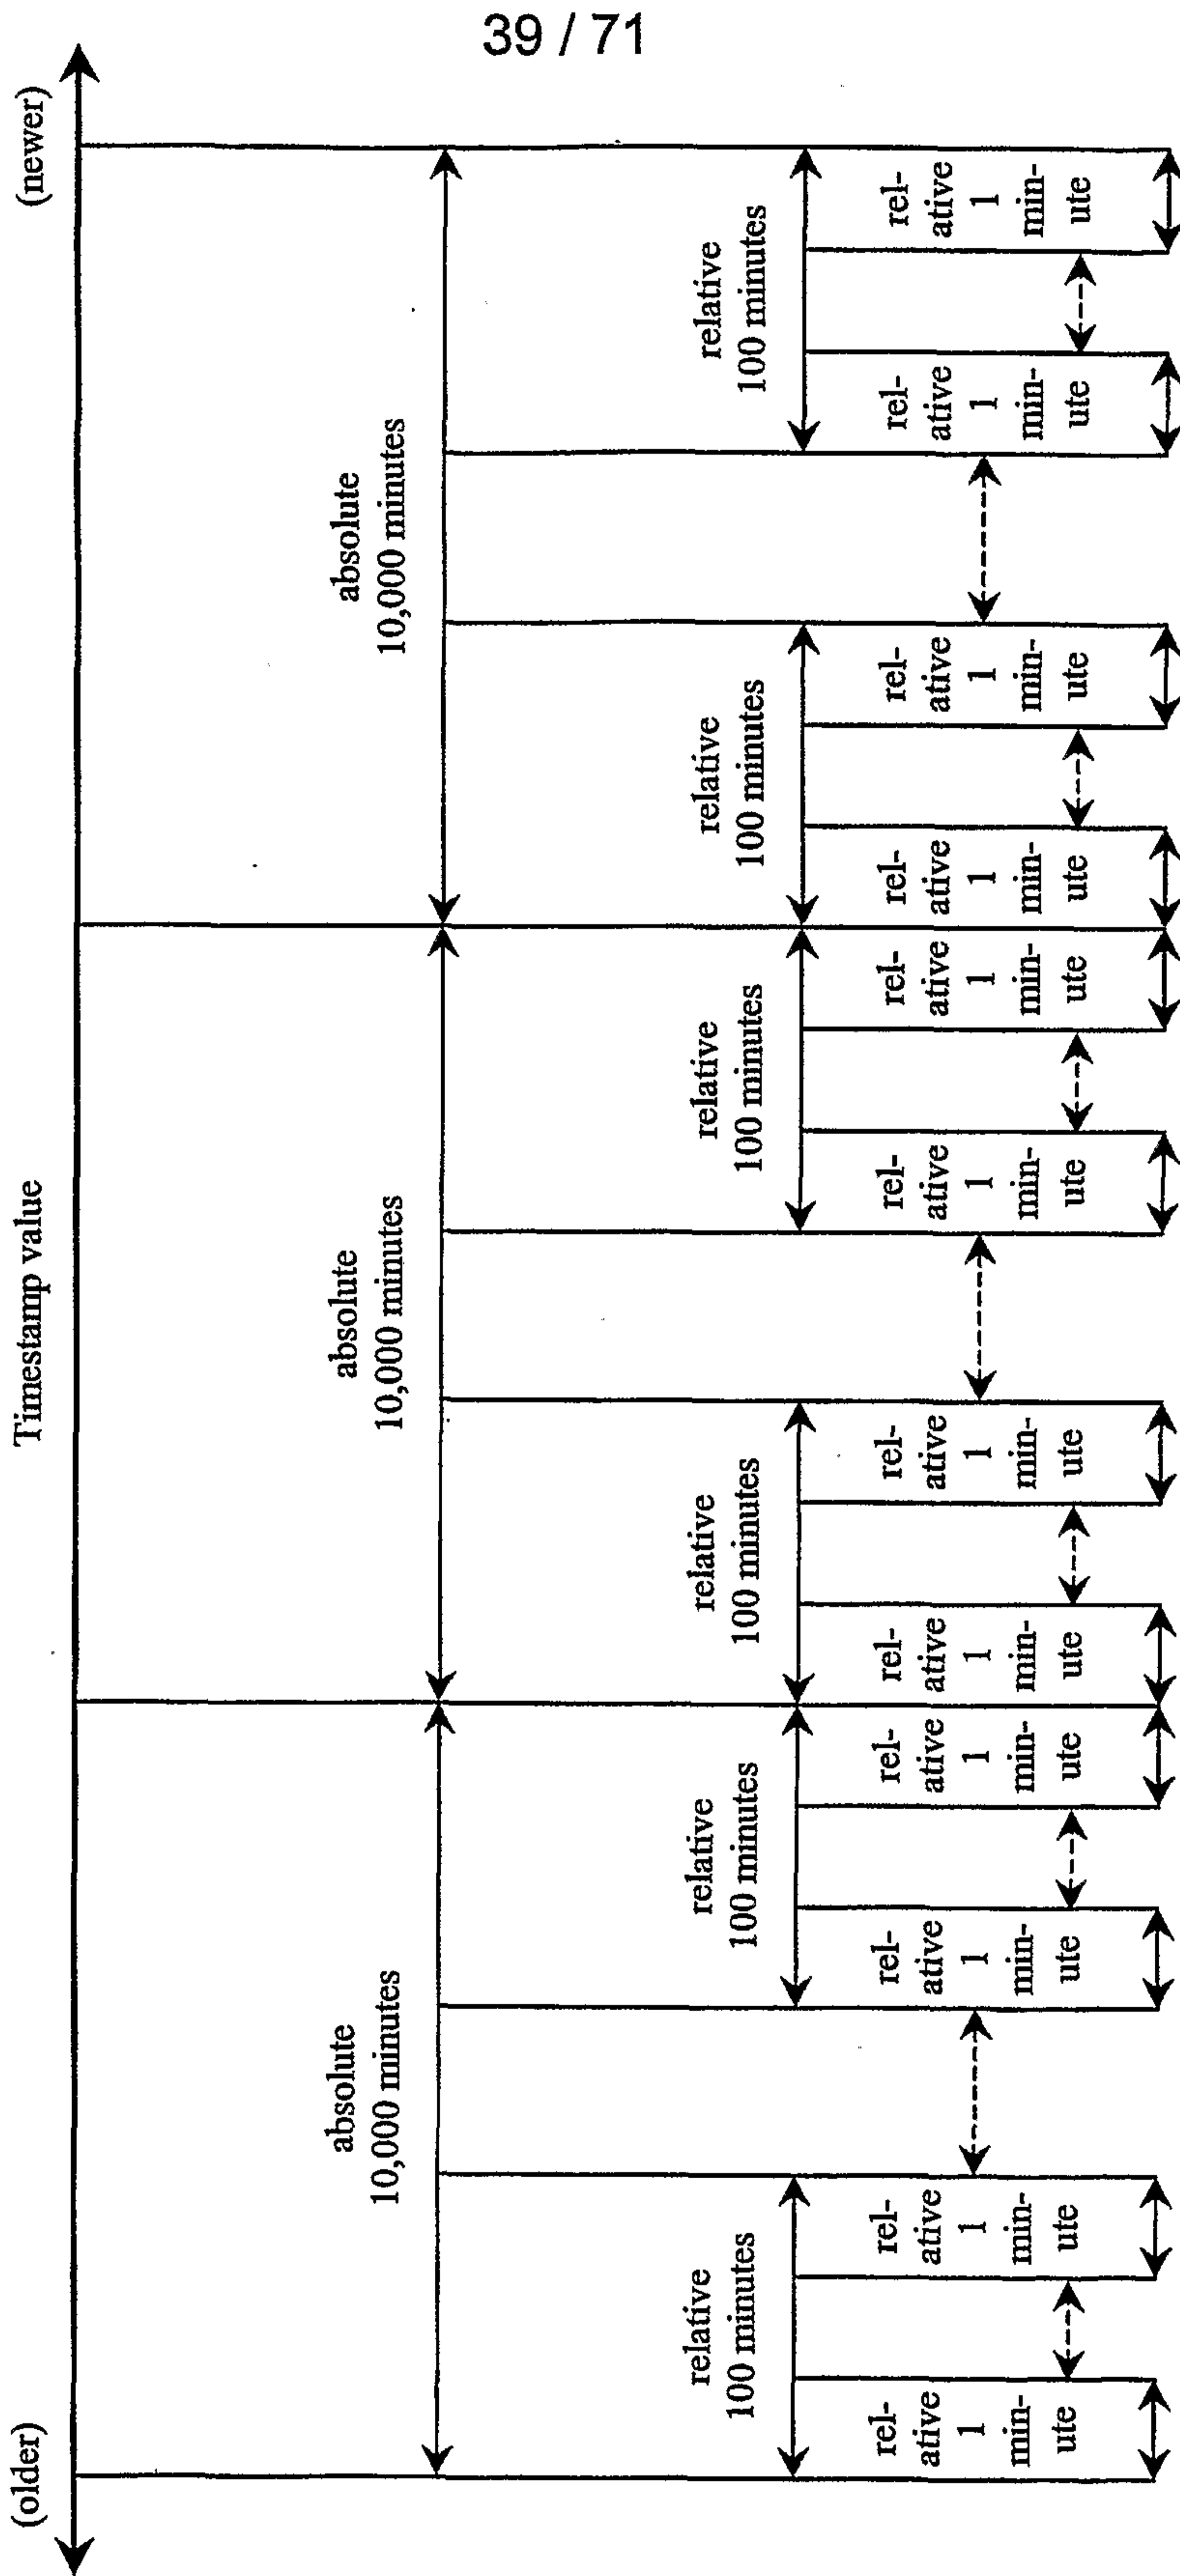 39 / 71
Timestamp value
(older)
(newer)
absolute
10,000 minutes
absolute
10,000 minutes
absolute
10,000 minutes
relative
100 minutes
relative
100 minutes
relative
100 minutes
relative
100 minutes
relative
100 minutes
relative
100 minutes
rel-
ative
1
min-
ute
rel-
ative
1
min-
ute
rel-
ative
1
min-
ute
rel-
ative
1
min-
ute
rel-
ative
1
min-
ute
rel-
ative
1
min-
ute
rel-
ative
1
min-
ute
rel-
ative
1
min-
ute
rel-
ative
1
min-
ute
rel-
ative
1
min-
ute
rel-
ative
1
min-
ute
rel-
ative
1
min-
ute